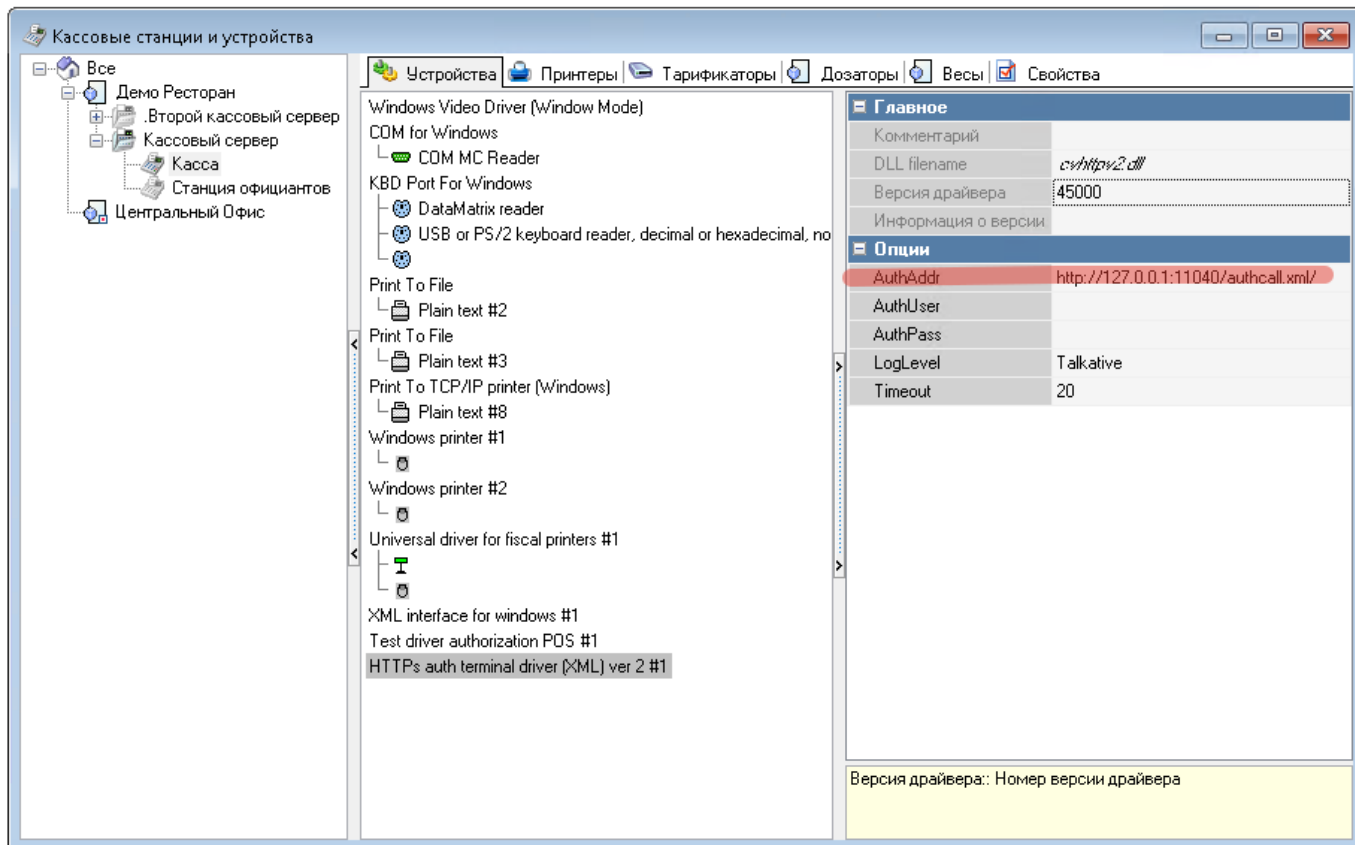 Кассовые станции и устройства
Все
Демо Ресторан
.Второй кассовый сервер
Кассовый сервер
Касса
Станция официантов
Центральный Офис
Устройства Принтеры Тарификаторы Дозаторы Весы Свойства
Windows Video Driver (Window Mode)
COM for Windows
COM MC Reader
KBD Port For Windows
DataMatrix reader
USB or PS/2 keyboard reader, decimal or hexadecimal, no
Print To File
Plain text #2
Print To File
Plain text #3
Print To TCP/IP printer (Windows)
Plain text #8
Windows printer #1
Windows printer #2
Universal driver for fiscal printers #1
XML interface for windows #1
Test driver authorization POS #1
HTTPs auth terminal driver (XML) ver 2 #1
Главное
Комментарий
DLL filename cvhttpv2.dll
Версия драйвера 45000
Информация о версии
Опции
AuthAddr http://127.0.0.1:11040/authcall.xml/
AuthUser
AuthPass
LogLevel Talkative
Timeout 20
Версия драйвера:: Номер версии драйвера